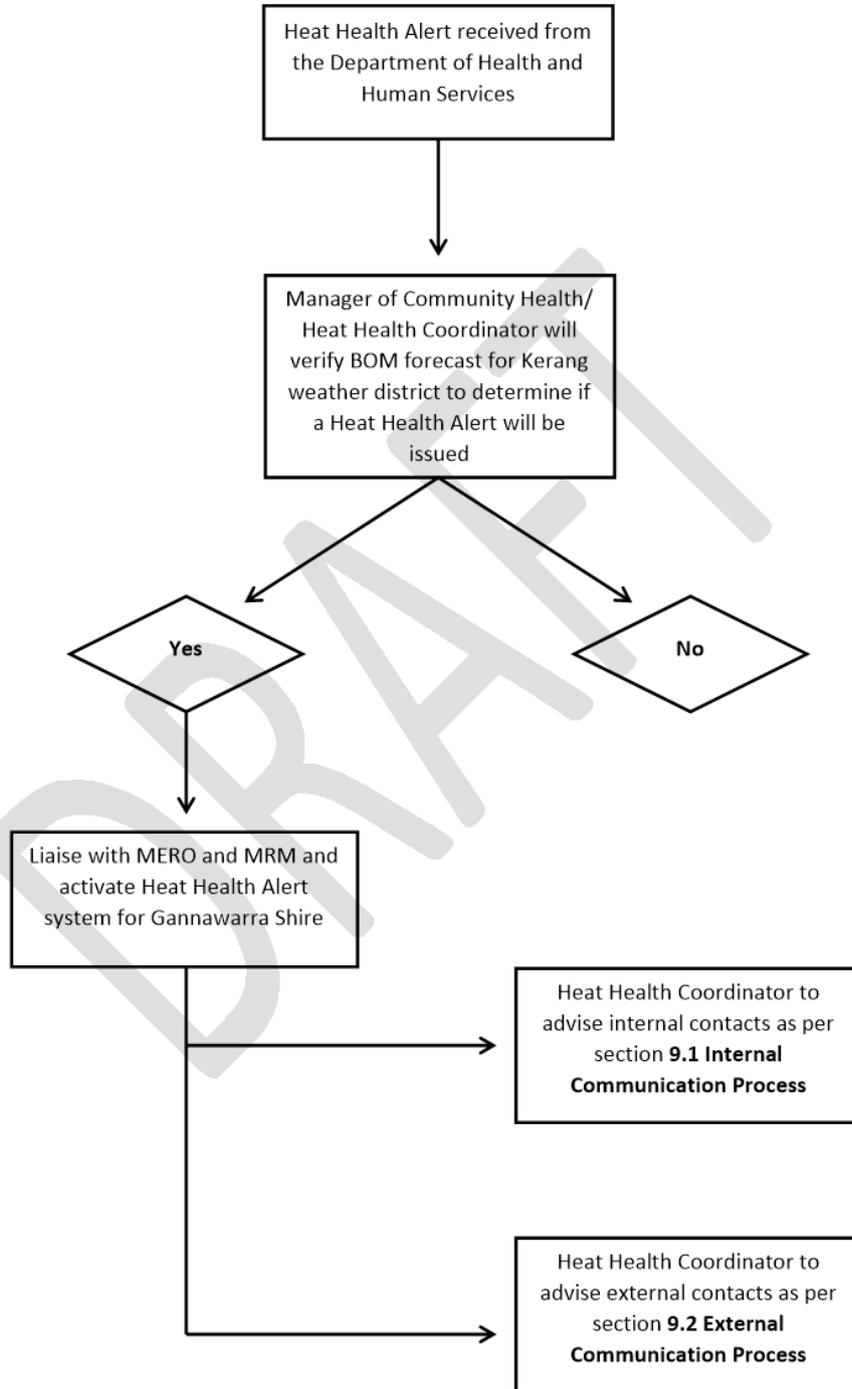 Heat Health Alert received from
the Department of Health and
Human Services
Manager of Community Health/
Heat Health Coordinator will
verify BOM forecast for Kerang
weather district to determine if
a Heat Health Alert will be
issued
Yes
No
Liaise with MERO and MRM and
activate Heat Health Alert
system for Gannawarra Shire
Heat Health Coordinator to
advise internal contacts as per
section 9.1 Internal
Communication Process
Heat Health Coordinator to
advise external contacts as per
section 9.2 External
Communication Process
DRAFT